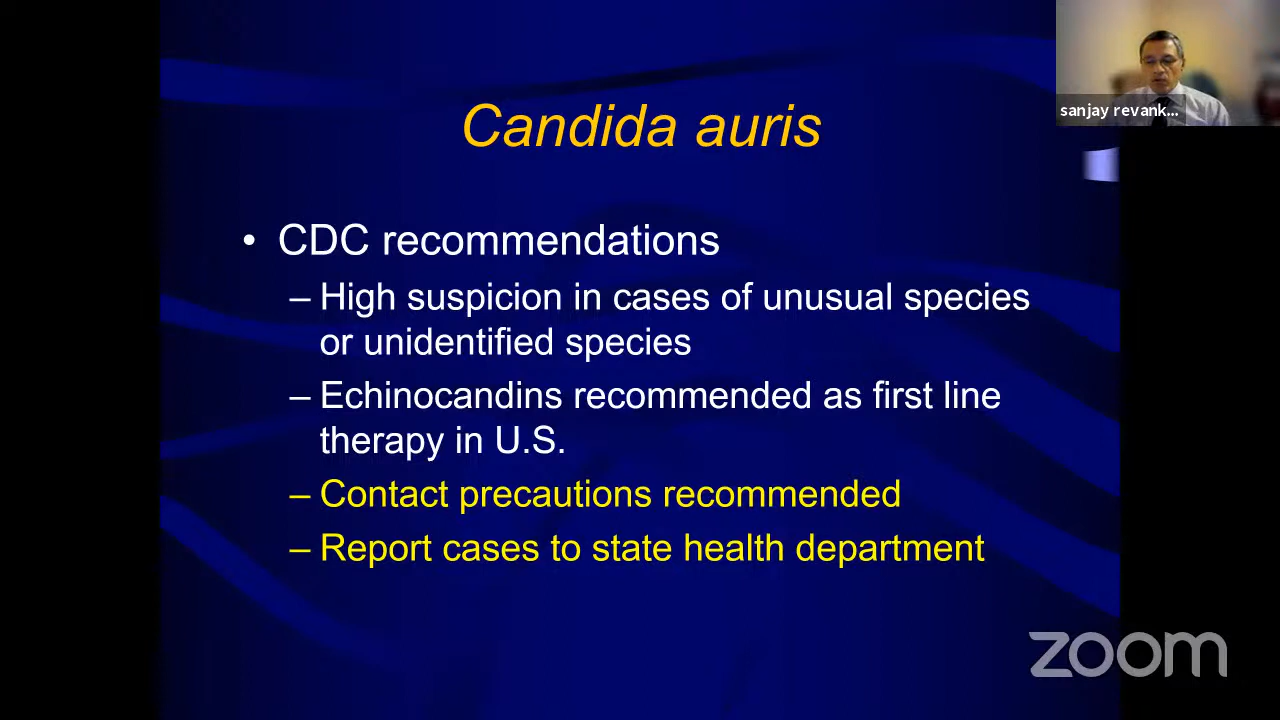 sanjay revank...
Candida auris
• CDC recommendations
– High suspicion in cases of unusual species
or unidentified species
– Echinocandins recommended as first line
therapy in U.S.
– Contact precautions recommended
– Report cases to state health department
zoom